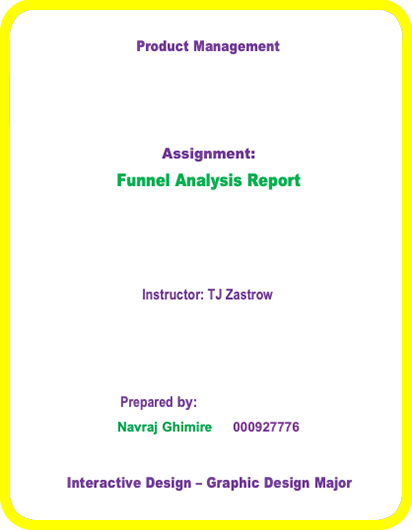 Product Management
Assignment:
Funnel Analysis Report
Instructor: TJ Zastrow
Prepared by:
Navraj Ghimire 000927776
Interactive Design – Graphic Design Major